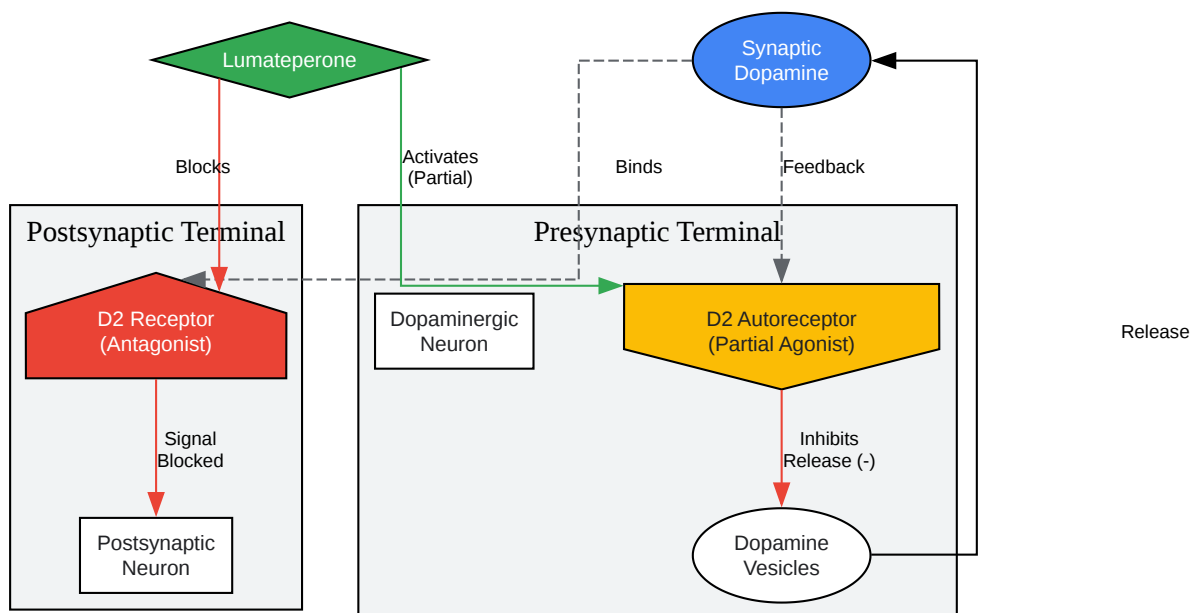 Lumateperone
Synaptic
Dopamine
Blocks
Activates
(Partial)
Binds
Feedback
Postsynaptic Terminal
Presynaptic Terminal
D2 Receptor
(Antagonist)
Dopaminergic
Neuron
D2 Autoreceptor
(Partial Agonist)
Release
Signal
Blocked
Inhibits
Release (-)
Postsynaptic
Neuron
Dopamine
Vesicles